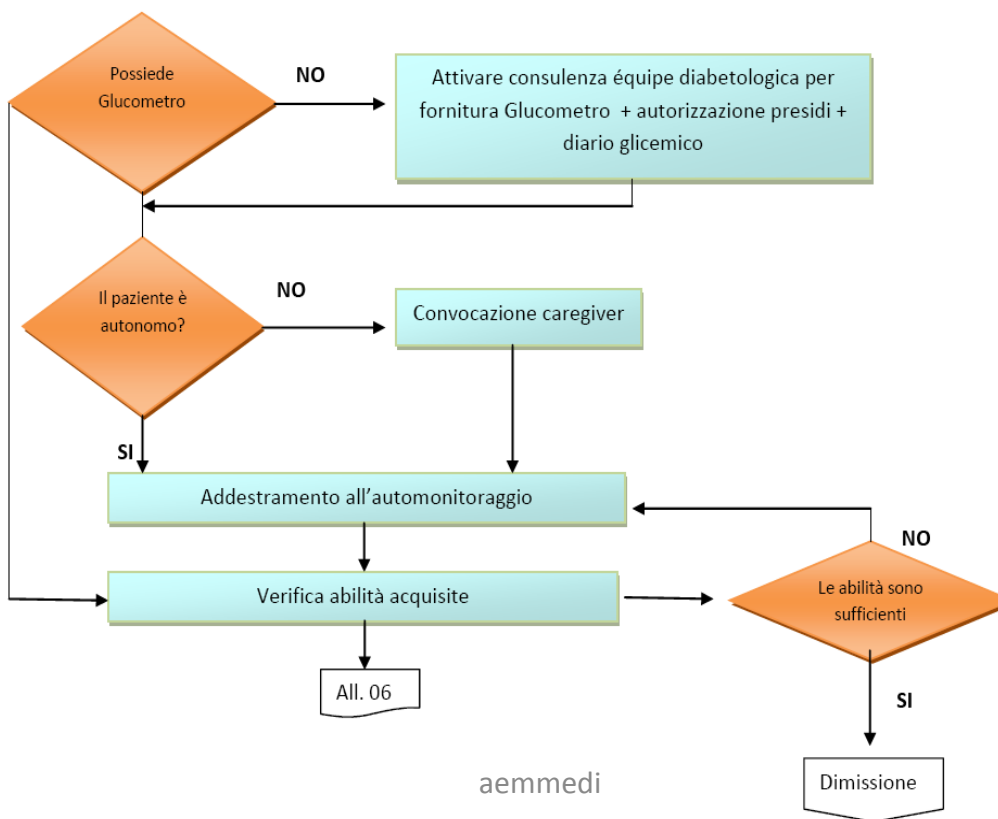 Possiede
Glucometro
NO
Attivare consulenza équipe diabetologica per
fornitura Glucometro + autorizzazione presidi +
diario glicemico
Il paziente è
autonomo?
NO
Convocazione caregiver
SI
Addestramento all'automonitoraggio
NO
Verifica abilità acquisite
Le abilità sono
sufficienti
All. 06
SI
Dimissione
aemmedi